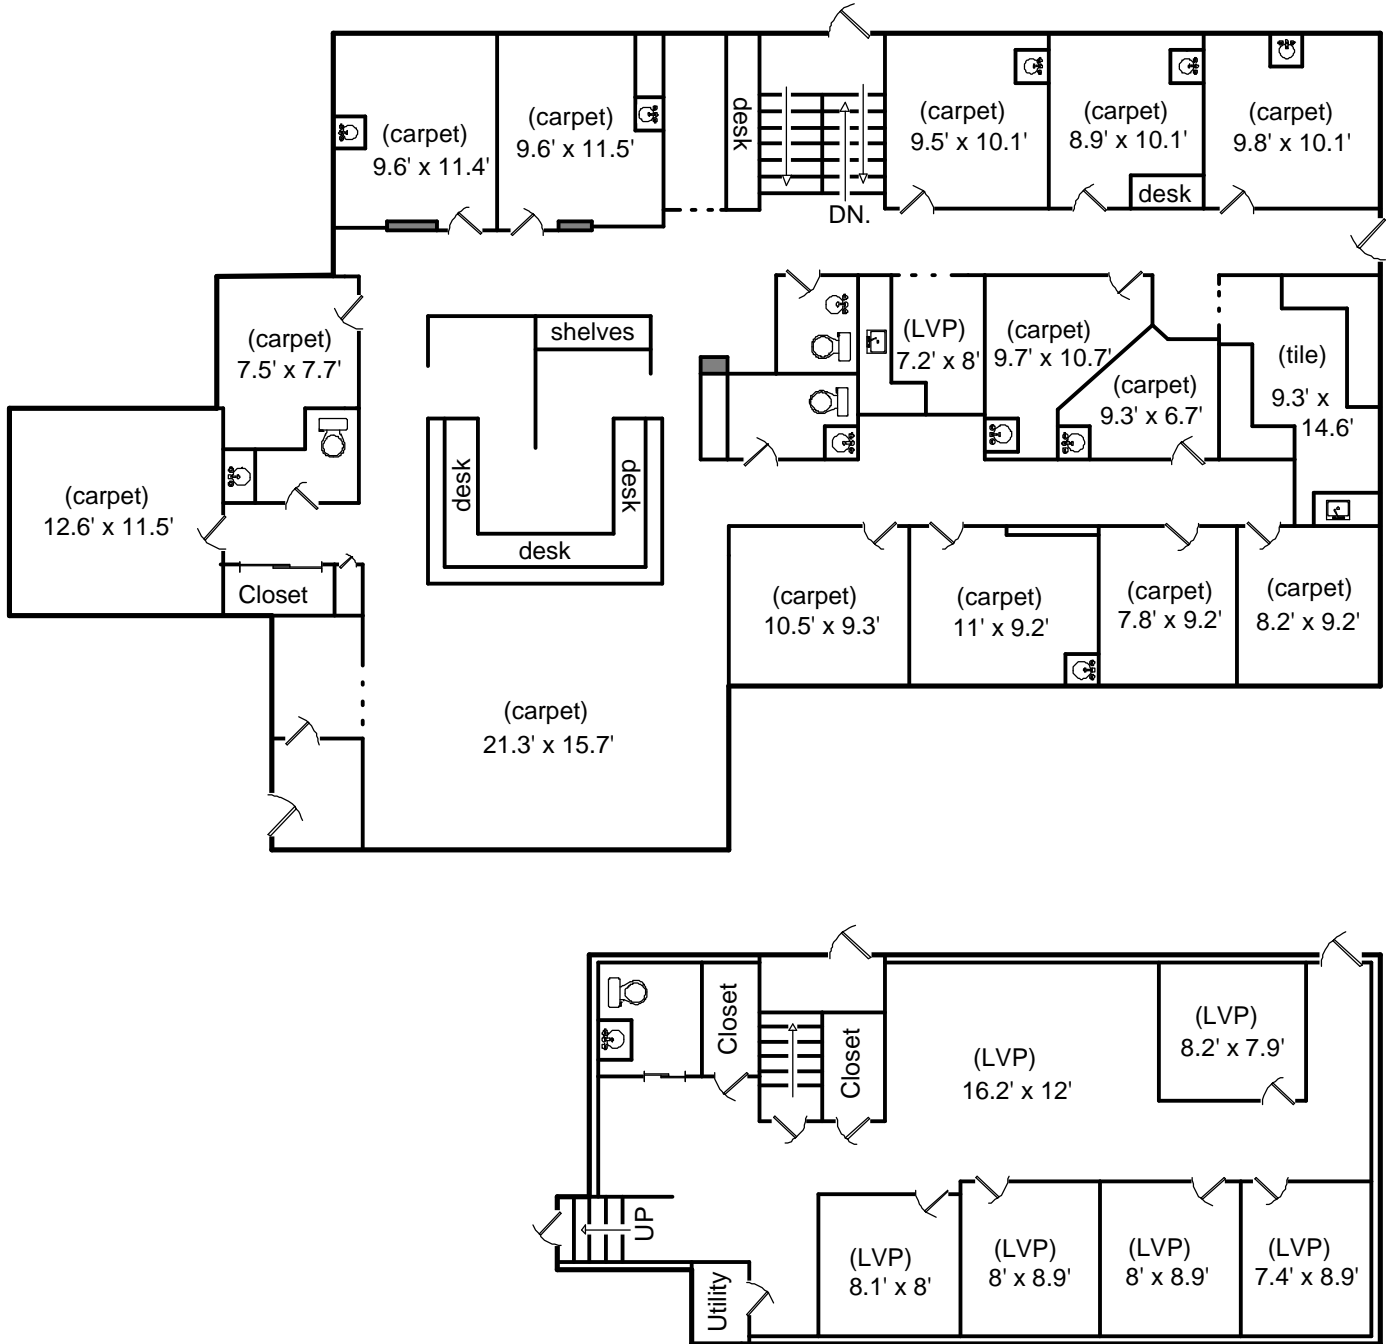 (carpet)
9.6' x 11.4'
(carpet)
9.6' x 11.5'
desk
DN.
(carpet)
9.5' x 10.1'
(carpet)
8.9' x 10.1'
desk
(carpet)
9.8' x 10.1'
(carpet)
7.5' x 7.7'
shelves
(LVP)
7.2' x 8'
(carpet)
9.7' x 10.7'
(carpet)
9.3' x 6.7'
(tile)
9.3' x
14.6'
(carpet)
12.6' x 11.5'
desk
desk
desk
Closet
(carpet)
10.5' x 9.3'
(carpet)
11' x 9.2'
(carpet)
7.8' x 9.2'
(carpet)
8.2' x 9.2'
(carpet)
21.3' x 15.7'
Closet
Closet
(LVP)
16.2' x 12'
(LVP)
8.2' x 7.9'
UP
Utility
(LVP)
8.1' x 8'
(LVP)
8' x 8.9'
(LVP)
8' x 8.9'
(LVP)
7.4' x 8.9'